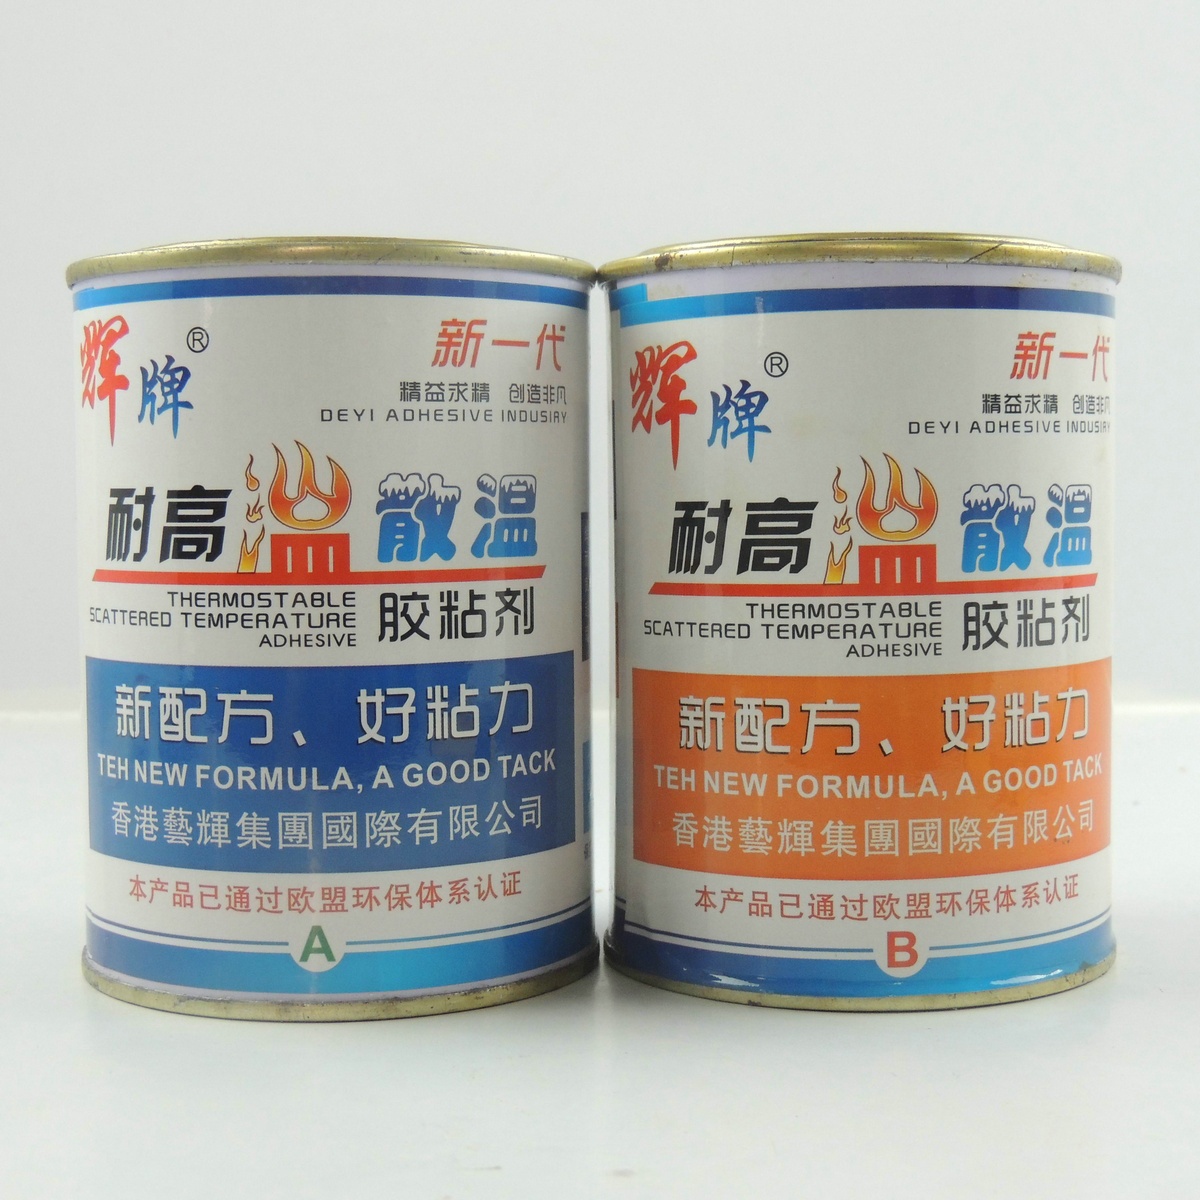 辉牌®
新一代
精益求精 创造非凡
DEYI ADHESIVE INDUSIRY
耐高温 散温
THERMOSTABLE
SCATTERED TEMPERATURE
ADHESIVE
胶粘剂
新配方、好粘力
TEH NEW FORMULA, A GOOD TACK
香港藝輝集團國際有限公司
本产品已通过欧盟环保体系认证
A
辉牌®
新一代
精益求精 创造非凡
DEYI ADHESIVE INDUSIRY
耐高温 散温
THERMOSTABLE
SCATTERED TEMPERATURE
ADHESIVE
胶粘剂
新配方、好粘力
TEH NEW FORMULA, A GOOD TACK
香港藝輝集團國際有限公司
本产品已通过欧盟环保体系认证
B